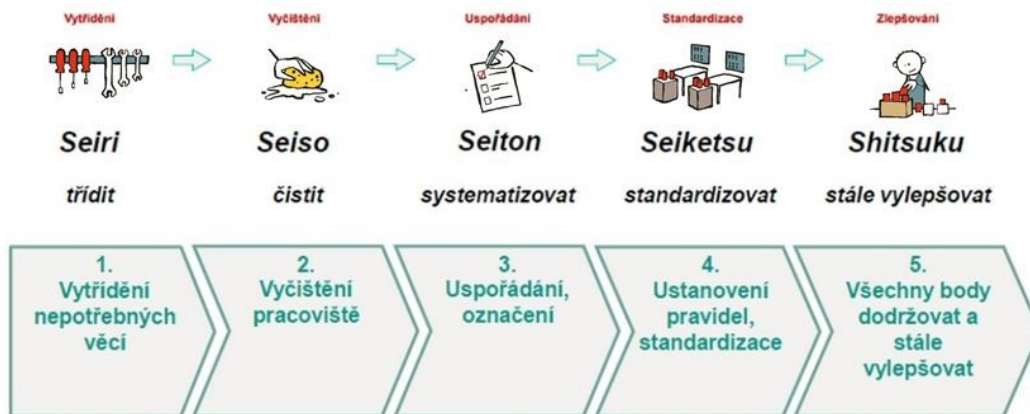 Vytřídění
Vyčištění
Uspořádání
Standardizace
Zlepšování
Seiri
Seiso
Seiton
Seiketsu
Shitsuku
třídit
čistit
systematizovat
standardizovat
stále vylepšovat
1.
Vytřídění
nepotřebných
věcí
2.
Vyčištění
pracoviště
3.
Uspořádání,
označení
4.
Ustanovení
pravidel,
standardizace
5.
Všechny body
dodržovat a
stále
vylepšovat